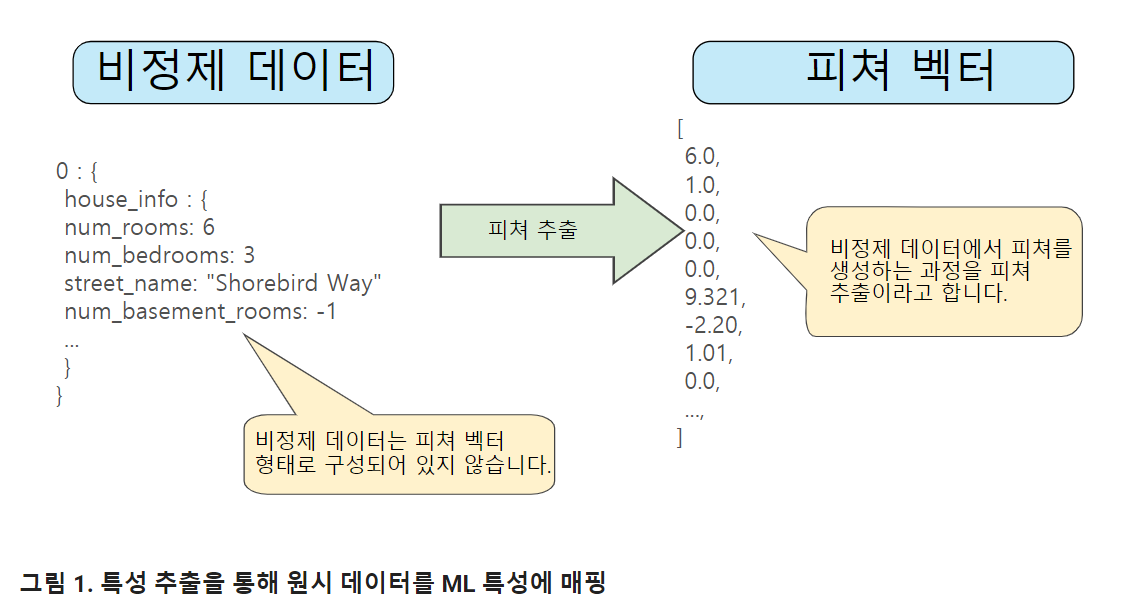 비정제 데이터
피쳐 벡터
0 : {
house_info : {
num_rooms: 6
num_bedrooms: 3
street_name: "Shorebird Way"
num_basement_rooms: -1
...
}
}
비정제 데이터는 피쳐 벡터
형태로 구성되어 있지 않습니다.
피쳐 추출
[
6.0,
1.0,
0.0,
0.0,
0.0,
9.321,
-2.20,
1.01,
0.0,
...,
]
비정제 데이터에서 피쳐를
생성하는 과정을 피쳐
추출이라고 합니다.
그림 1. 특성 추출을 통해 원시 데이터를 ML 특성에 매핑